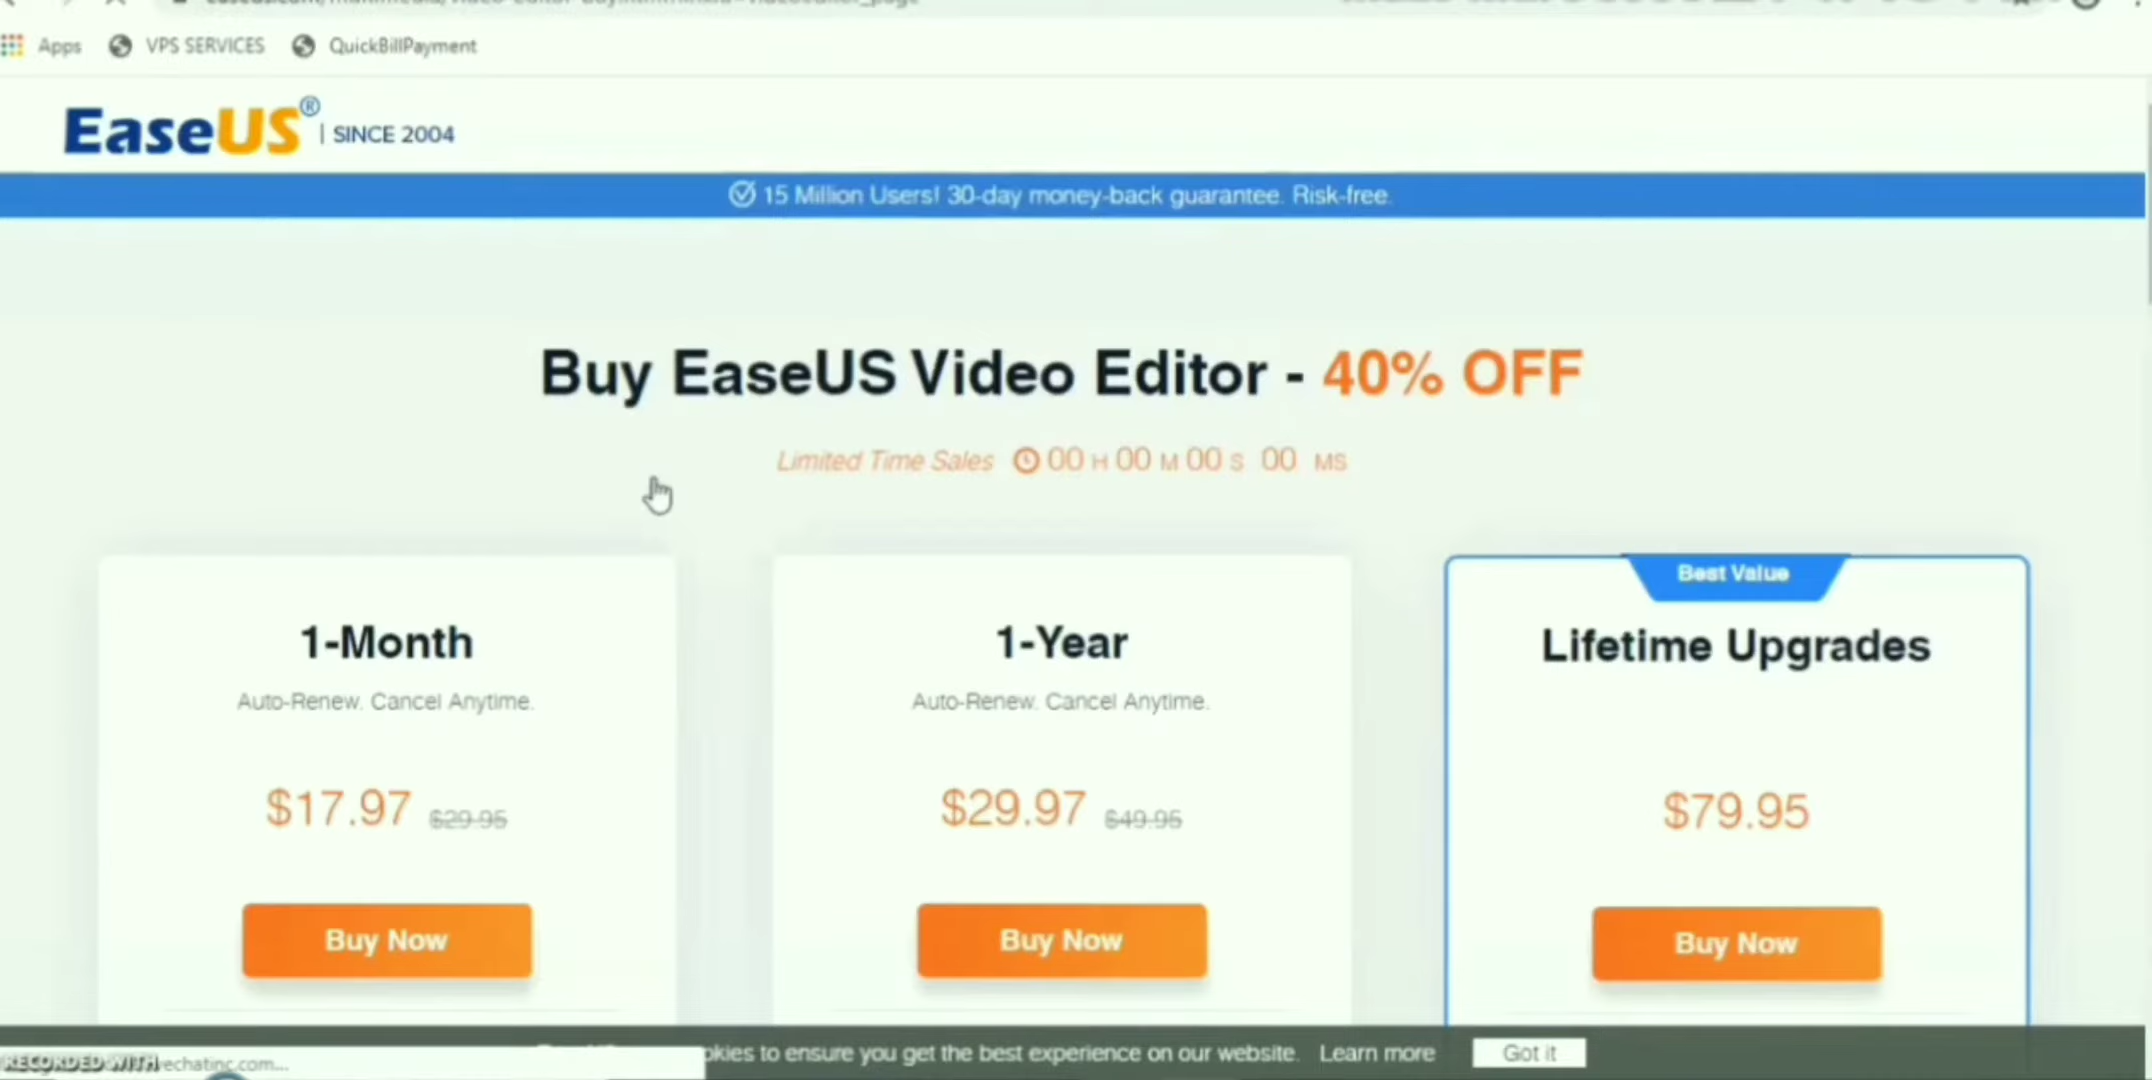 Apps VPS SERVICES QuickBillPayment
EaseUS® | SINCE 2004
15 Million Users! 30-day money-back guarantee. Risk-free.
Buy EaseUS Video Editor - 40% OFF
Limited Time Sales 00 H 00 M 00 S 00 MS
Best Value
1-Month
Auto-Renew. Cancel Anytime.
$17.97 $29.95
Buy Now
1-Year
Auto-Renew. Cancel Anytime.
$29.97 $49.95
Buy Now
Lifetime Upgrades
$79.95
Buy Now
to ensure you get the best experience on our website. Learn more Got it
RECORDED WITH